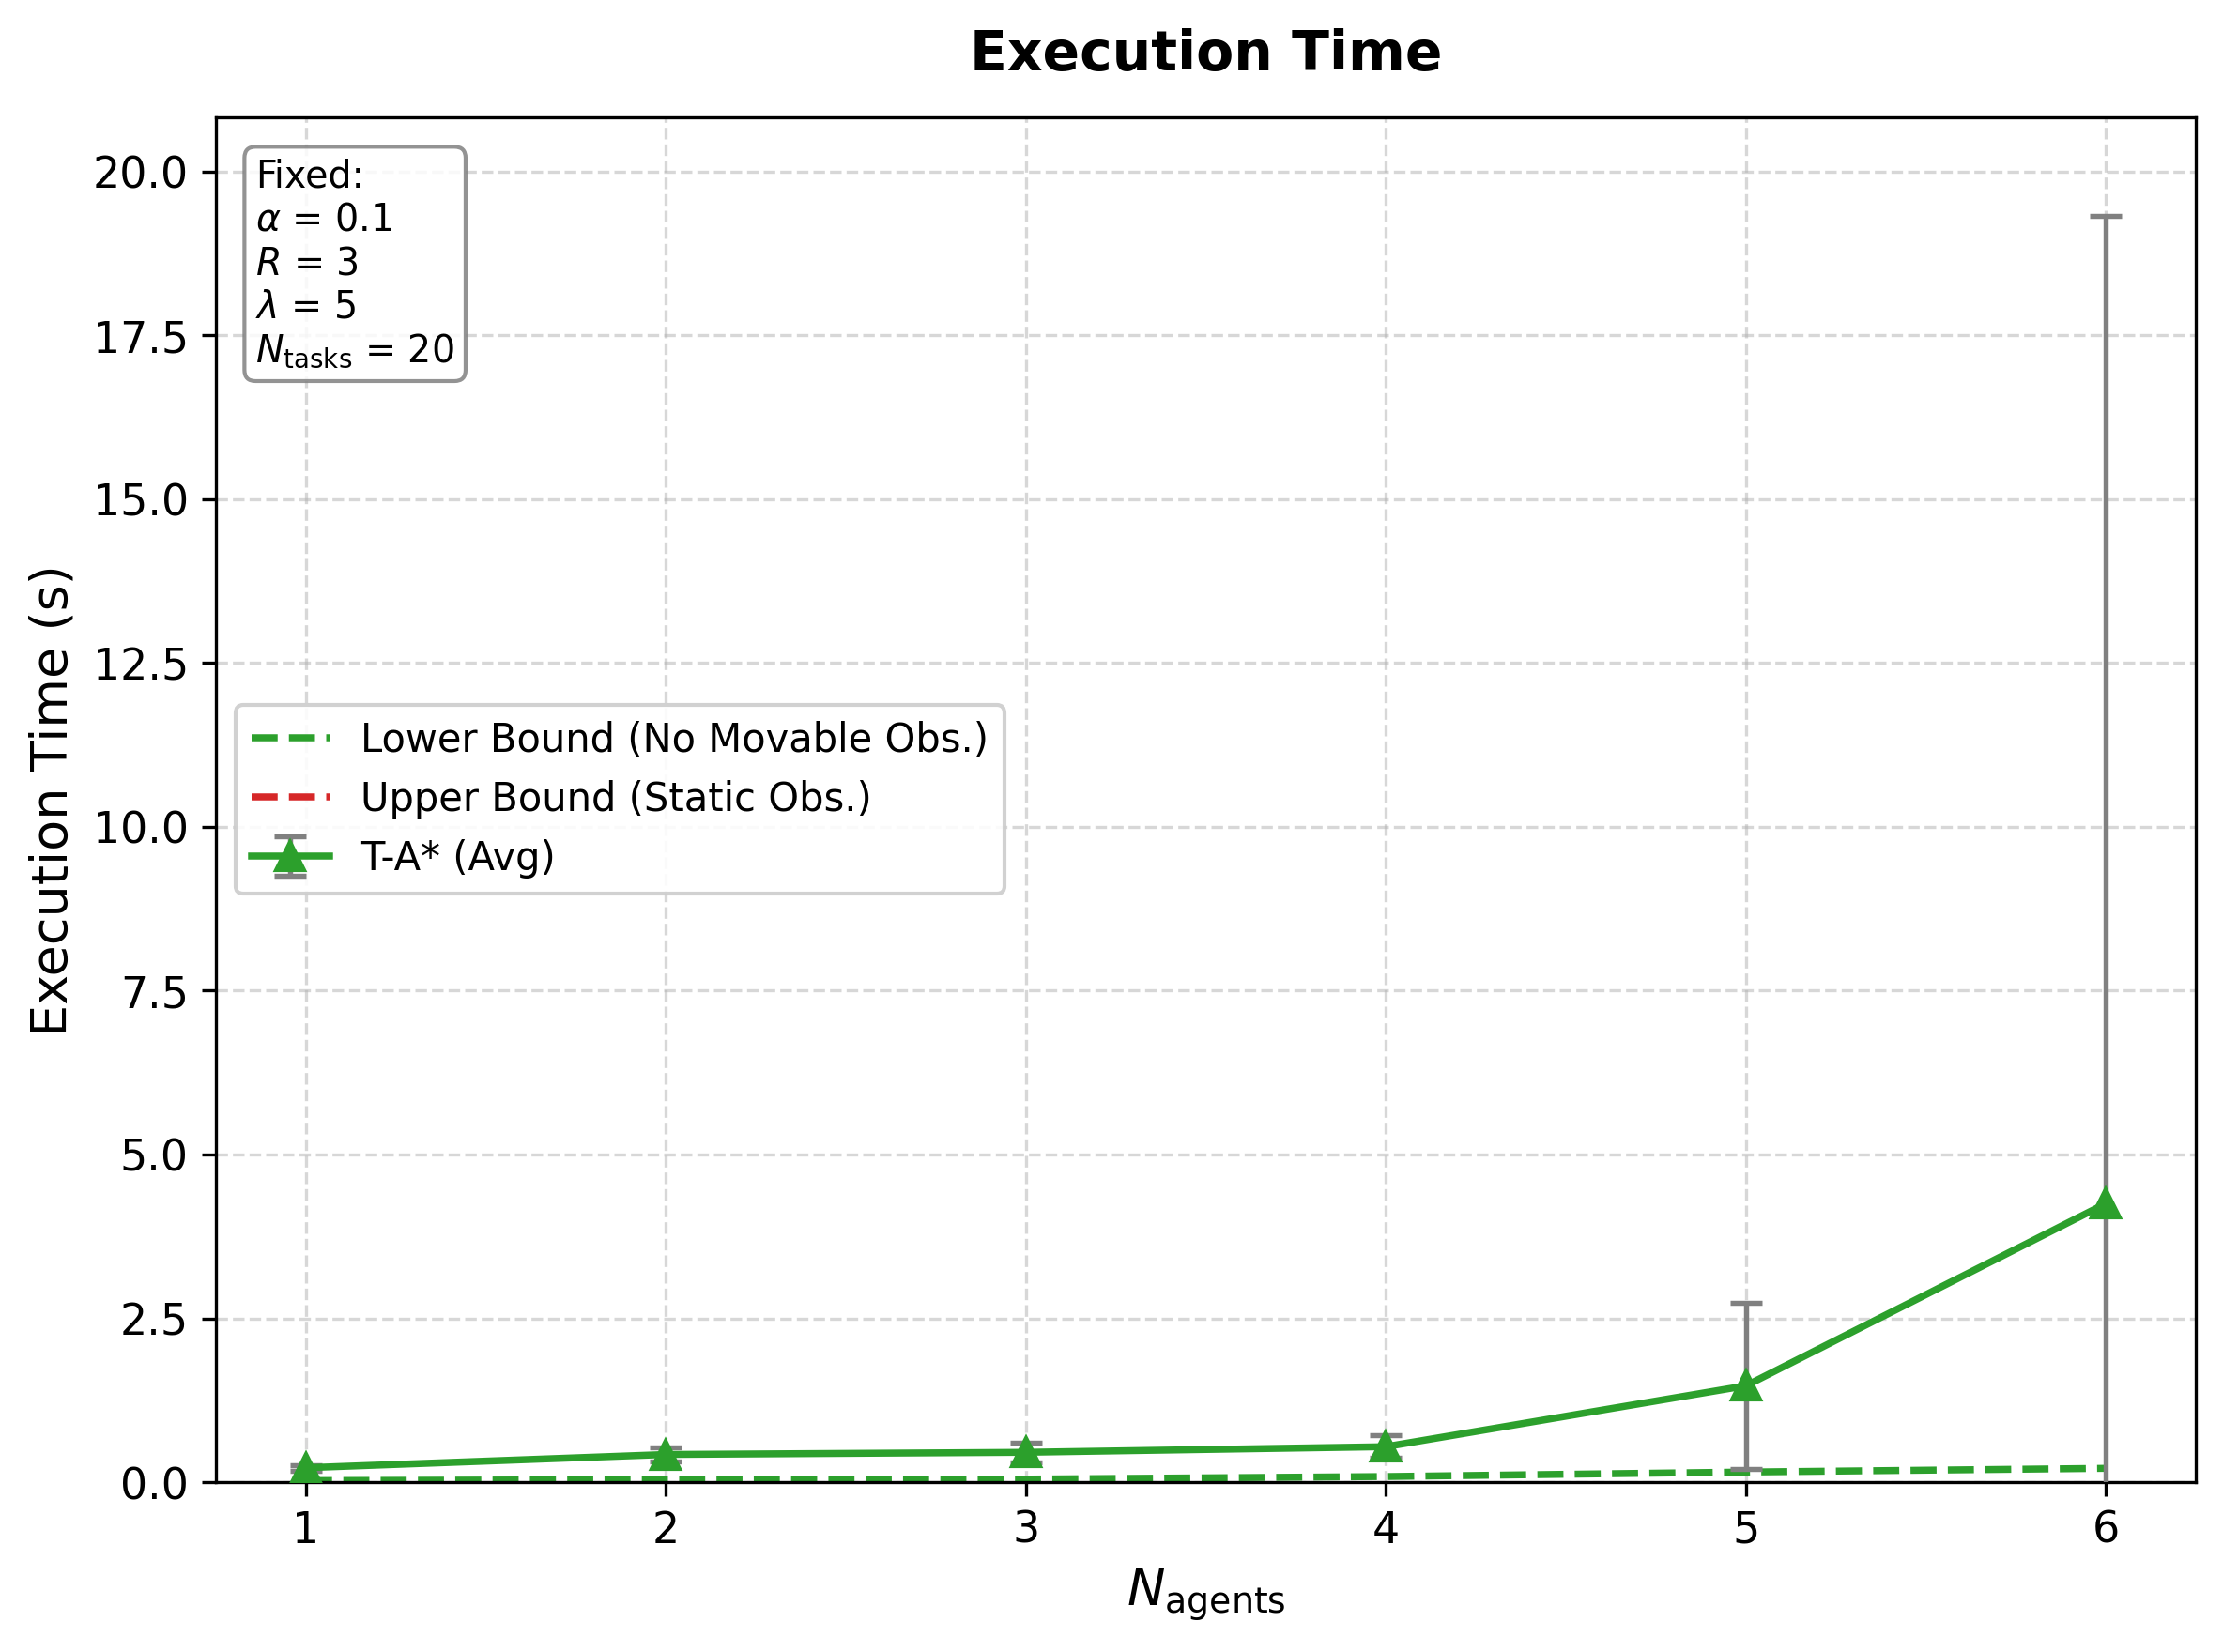 Execution Time
Fixed:
α = 0.1
R = 3
λ = 5
N_tasks = 20
Execution Time (s)
20.0
17.5
15.0
12.5
10.0
7.5
5.0
2.5
0.0
Lower Bound (No Movable Obs.)
Upper Bound (Static Obs.)
T-A* (Avg)
1 2 3 4 5 6
N_agents